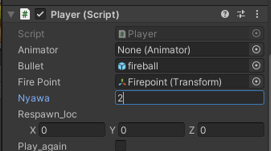 Player (Script)
Script Player
Animator None (Animator)
Bullet fireball
Fire Point Firepoint (Transform)
Nyawa 2
Respawn_loc
X 0 Y 0 Z 0
Play_again